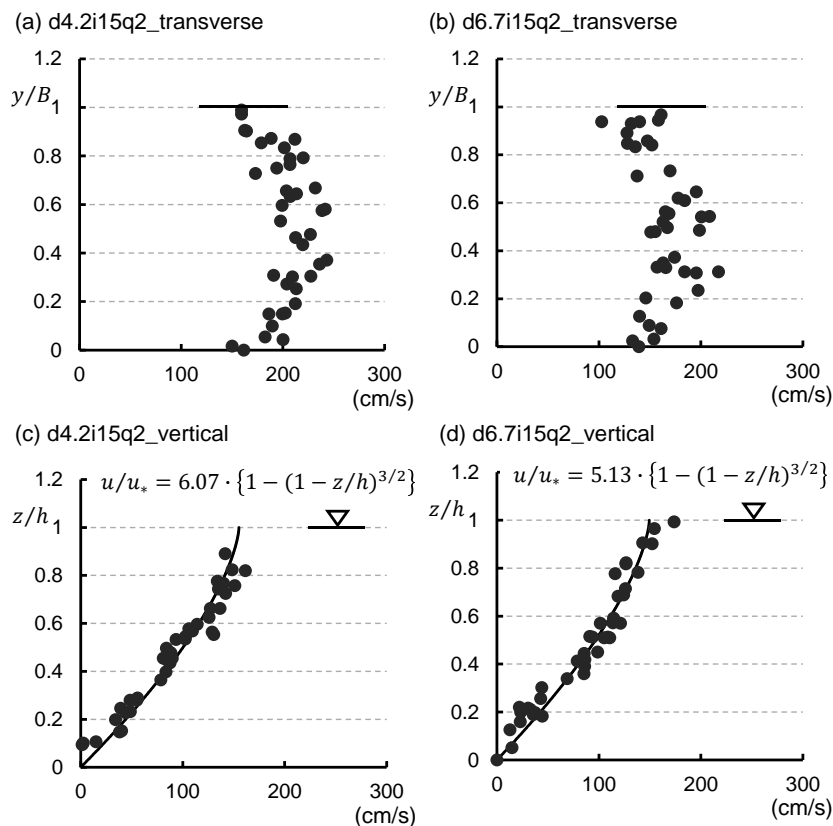 (a) d4.2i15q2_transverse
1.2
y/B 1
0.8
0.6
0.4
0.2
0
0 100 200 300
(cm/s)
(b) d6.7i15q2_transverse
1.2
y/B 1
0.8
0.6
0.4
0.2
0
0 100 200 300
(cm/s)
(c) d4.2i15q2_vertical
1.2
u/u* = 6.07 · {1 − (1 − z/h)^{3/2}}
z/h 1
0.8
0.6
0.4
0.2
0
0 100 200 300
(cm/s)
(d) d6.7i15q2_vertical
1.2
u/u* = 5.13 · {1 − (1 − z/h)^{3/2}}
z/h 1
0.8
0.6
0.4
0.2
0
0 100 200 300
(cm/s)